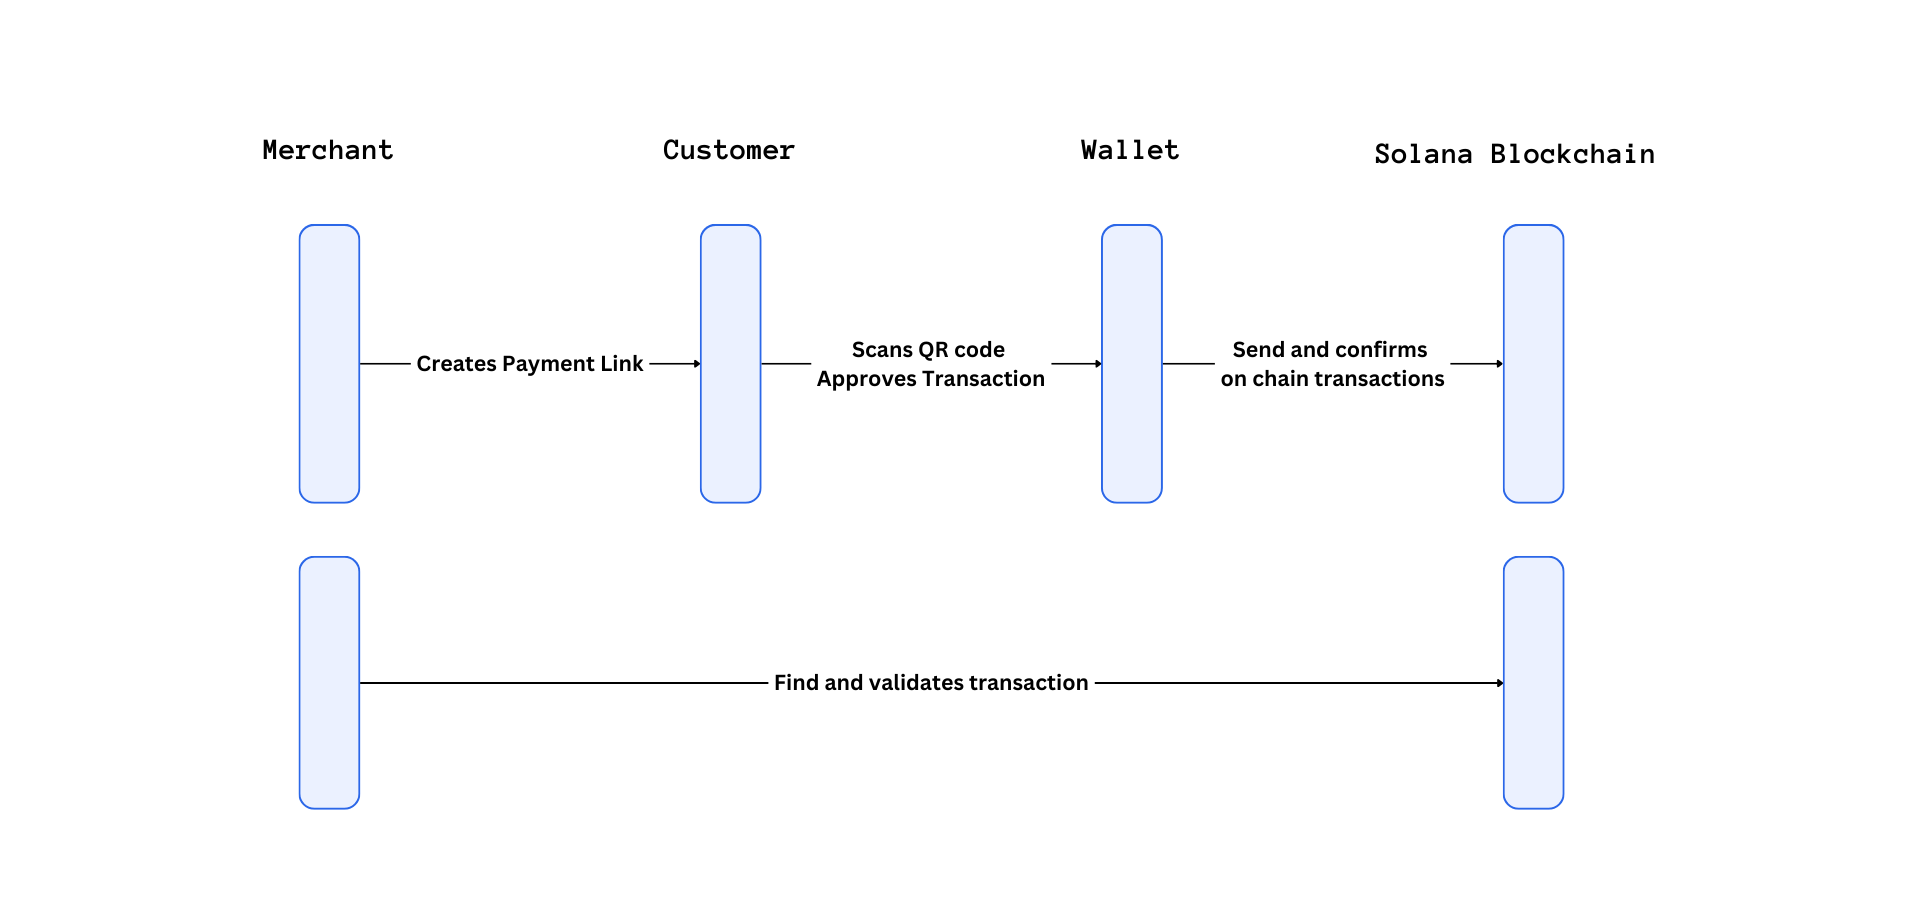 Merchant
Customer
Wallet
Solana Blockchain
Creates Payment Link
Scans QR code
Approves Transaction
Send and confirms
on chain transactions
Find and validates transaction